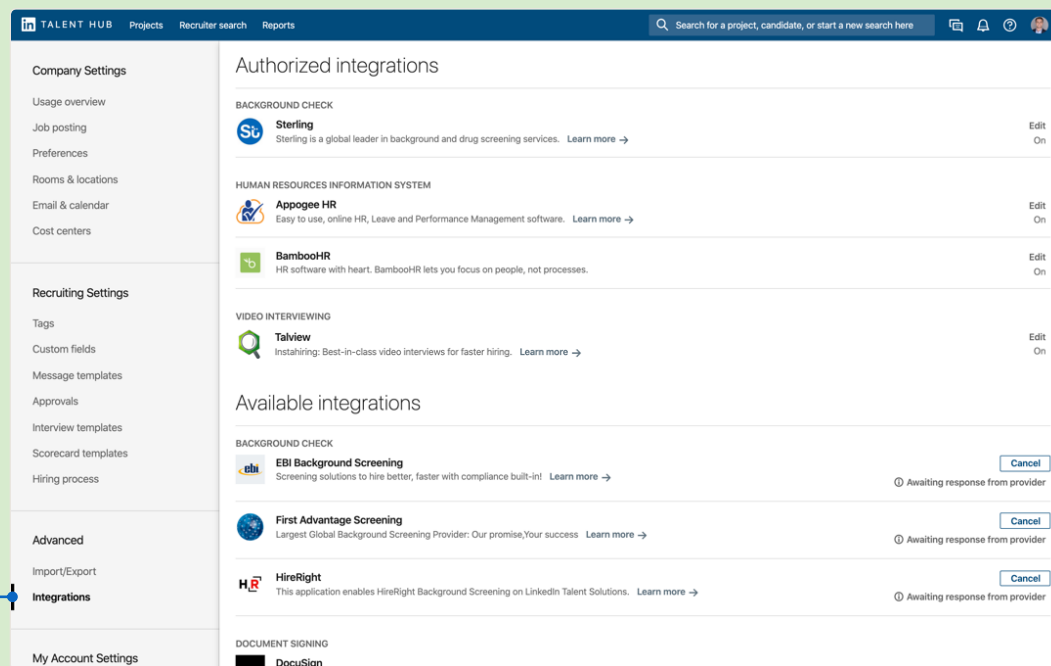 in TALENT HUB Projects Recruiter search Reports Search for a project, candidate, or start a new search here
Company Settings
Usage overview
Job posting
Preferences
Rooms & locations
Email & calendar
Cost centers
Recruiting Settings
Tags
Custom fields
Message templates
Approvals
Interview templates
Scorecard templates
Hiring process
Advanced
Import/Export
Integrations
My Account Settings
Authorized integrations
BACKGROUND CHECK
Sterling
Sterling is a global leader in background and drug screening services. Learn more →
Edit
On
HUMAN RESOURCES INFORMATION SYSTEM
Appogee HR
Easy to use, online HR, Leave and Performance Management software. Learn more →
Edit
On
BambooHR
HR software with heart. BambooHR lets you focus on people, not processes.
Edit
On
VIDEO INTERVIEWING
Talview
Instahiring: Best-in-class video interviews for faster hiring. Learn more →
Edit
On
Available integrations
BACKGROUND CHECK
ebi
EBI Background Screening
Screening solutions to hire better, faster with compliance built-in! Learn more →
Cancel
Awaiting response from provider
First Advantage Screening
Largest Global Background Screening Provider: Our promise,Your success Learn more →
Cancel
Awaiting response from provider
H.R
HireRight
This application enables HireRight Background Screening on LinkedIn Talent Solutions. Learn more →
Cancel
Awaiting response from provider
DOCUMENT SIGNING
DocuSign